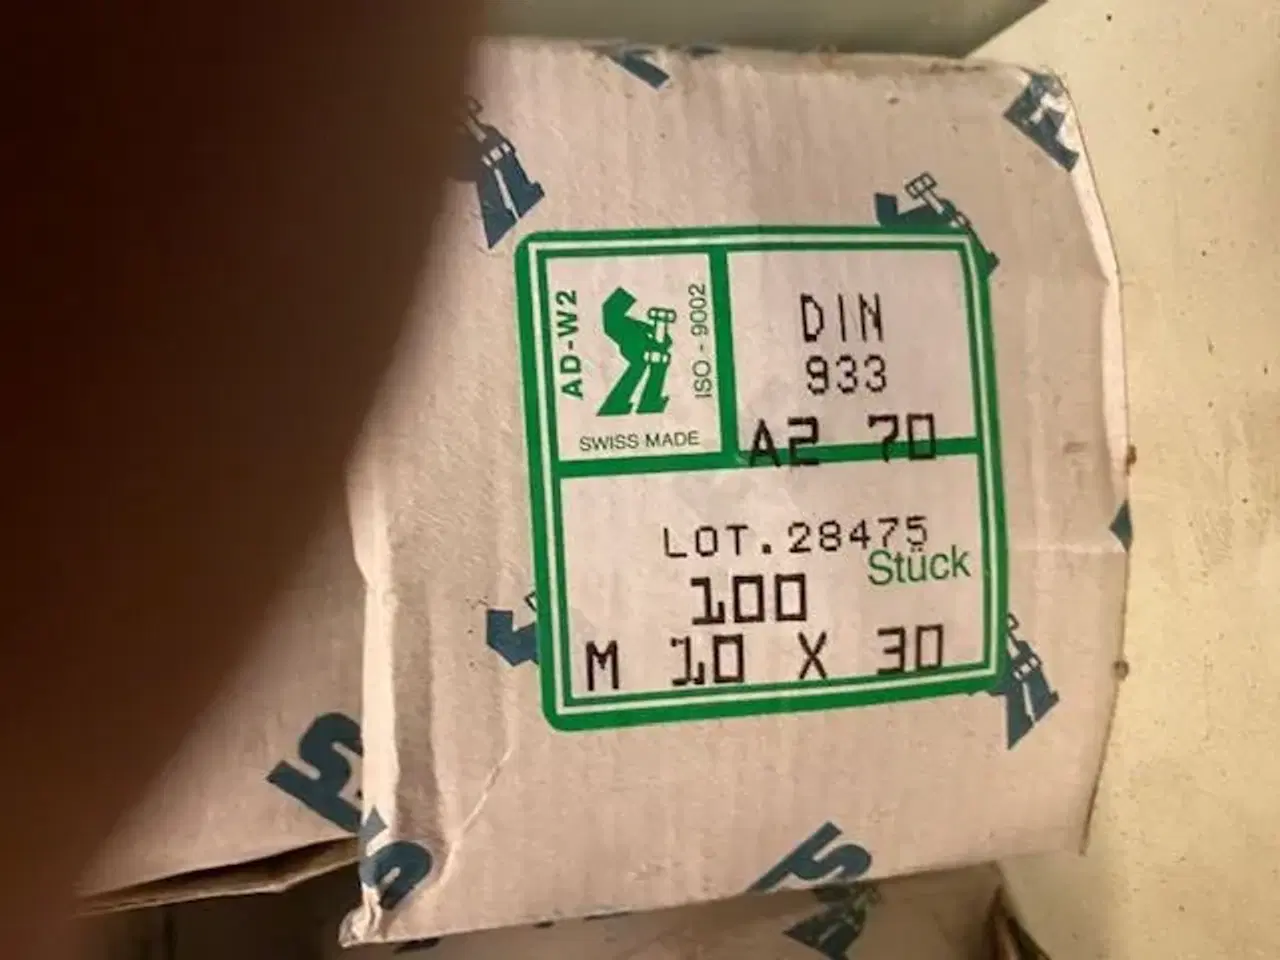 AD-W2
ISO - 9002
SWISS MADE
DIN
933
A2 70
LOT.28475
Stück
100
M 10 X 30